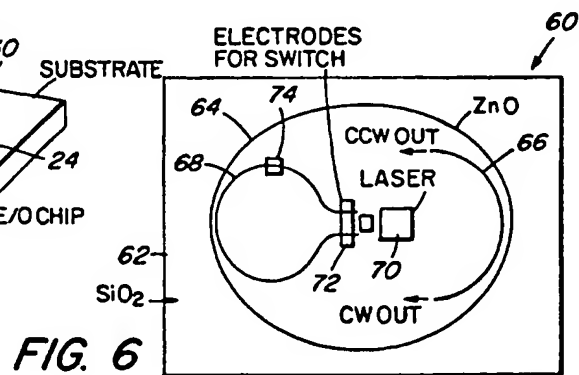 60
ELECTRODES
FOR SWITCH
SUBSTRATE
64
74
ZnO
CCW OUT
24
68
66
LASER
E/O CHIP
62
72
70
SiO2
CW OUT
FIG. 6